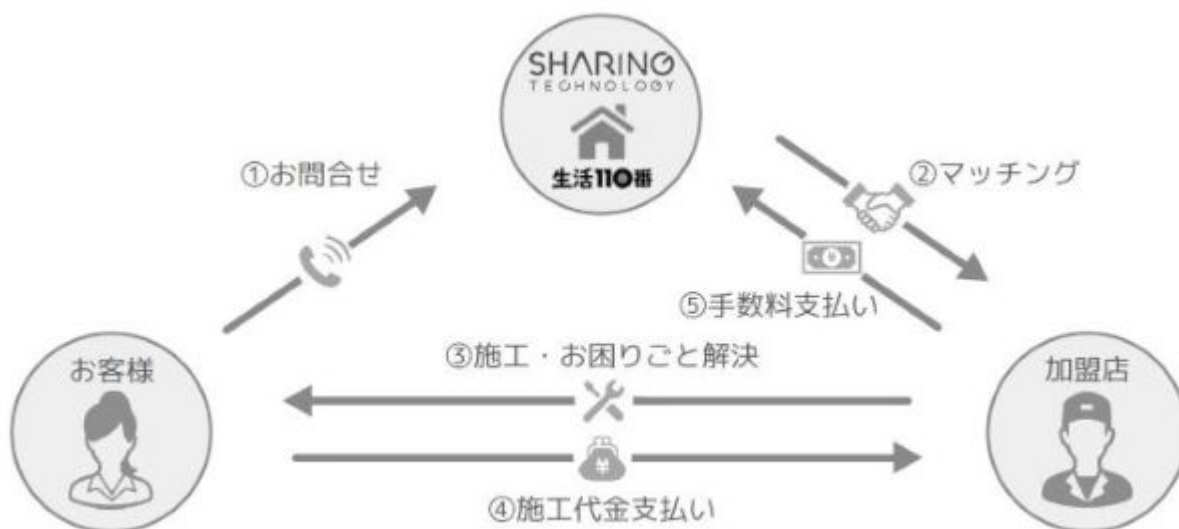 SHARING
TECHNOLOGY
生活110番
①お問合せ
②マッチング
⑤手数料支払い
お客様
③施工・お困りごと解決
加盟店
④施工代金支払い